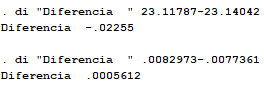 . di "Diferencia  " 23.11787-23.14042
Diferencia  -.02255
. di "Diferencia  " .0082973-.0077361
Diferencia  .0005612